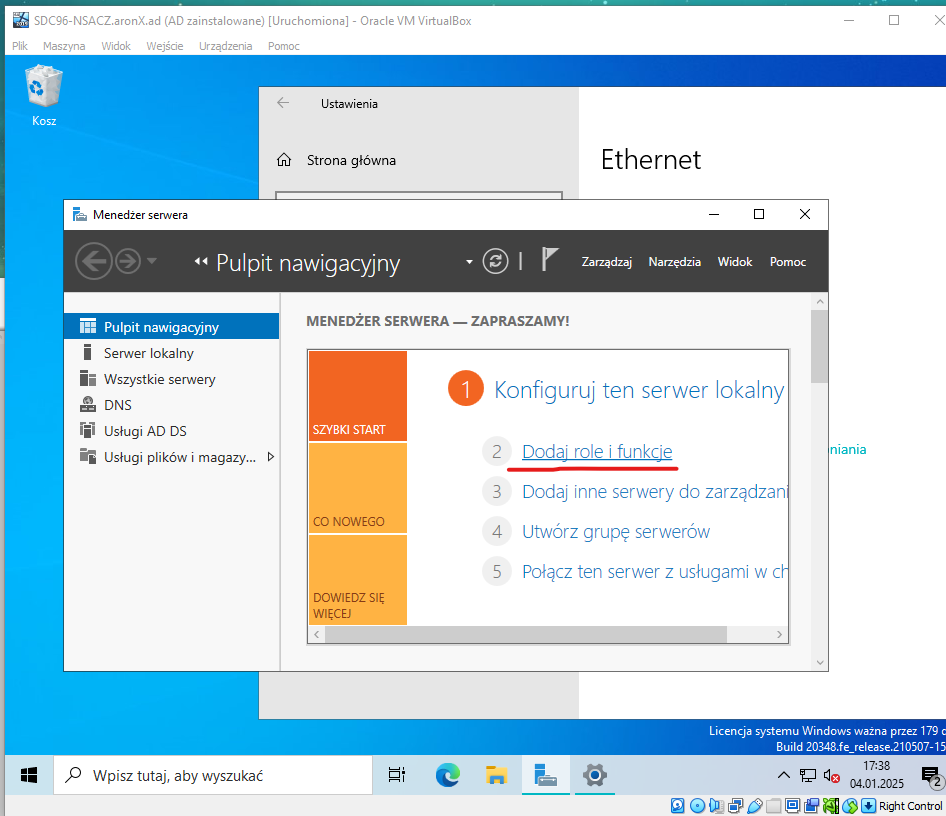 SDC96-NSACZ.aronX.ad (AD zainstalowane) [Uruchomiona] - Oracle VM VirtualBox
Plik Maszyna Widok Wejście Urządzenia Pomoc
Kosz
Ustawienia
Strona główna
Ethernet
Menedżer serwera
Pulpit nawigacyjny
Zarządzaj Narzędzia Widok Pomoc
Pulpit nawigacyjny
Serwer lokalny
Wszystkie serwery
DNS
Usługi AD DS
Usługi plików i magazy...
MENEDŻER SERWERA — ZAPRASZAMY!
SZYBKI START
CO NOWEGO
DOWIEDZ SIĘ
WIĘCEJ
1 Konfiguruj ten serwer lokalny
2 Dodaj role i funkcje
3 Dodaj inne serwery do zarządzani
4 Utwórz grupę serwerów
5 Połącz ten serwer z usługami w ch
niania
Licencja systemu Windows ważna przez 179 d
Build 20348.fe_release.210507-15
Wpisz tutaj, aby wyszukać
17:38
04.01.2025
2
Right Control